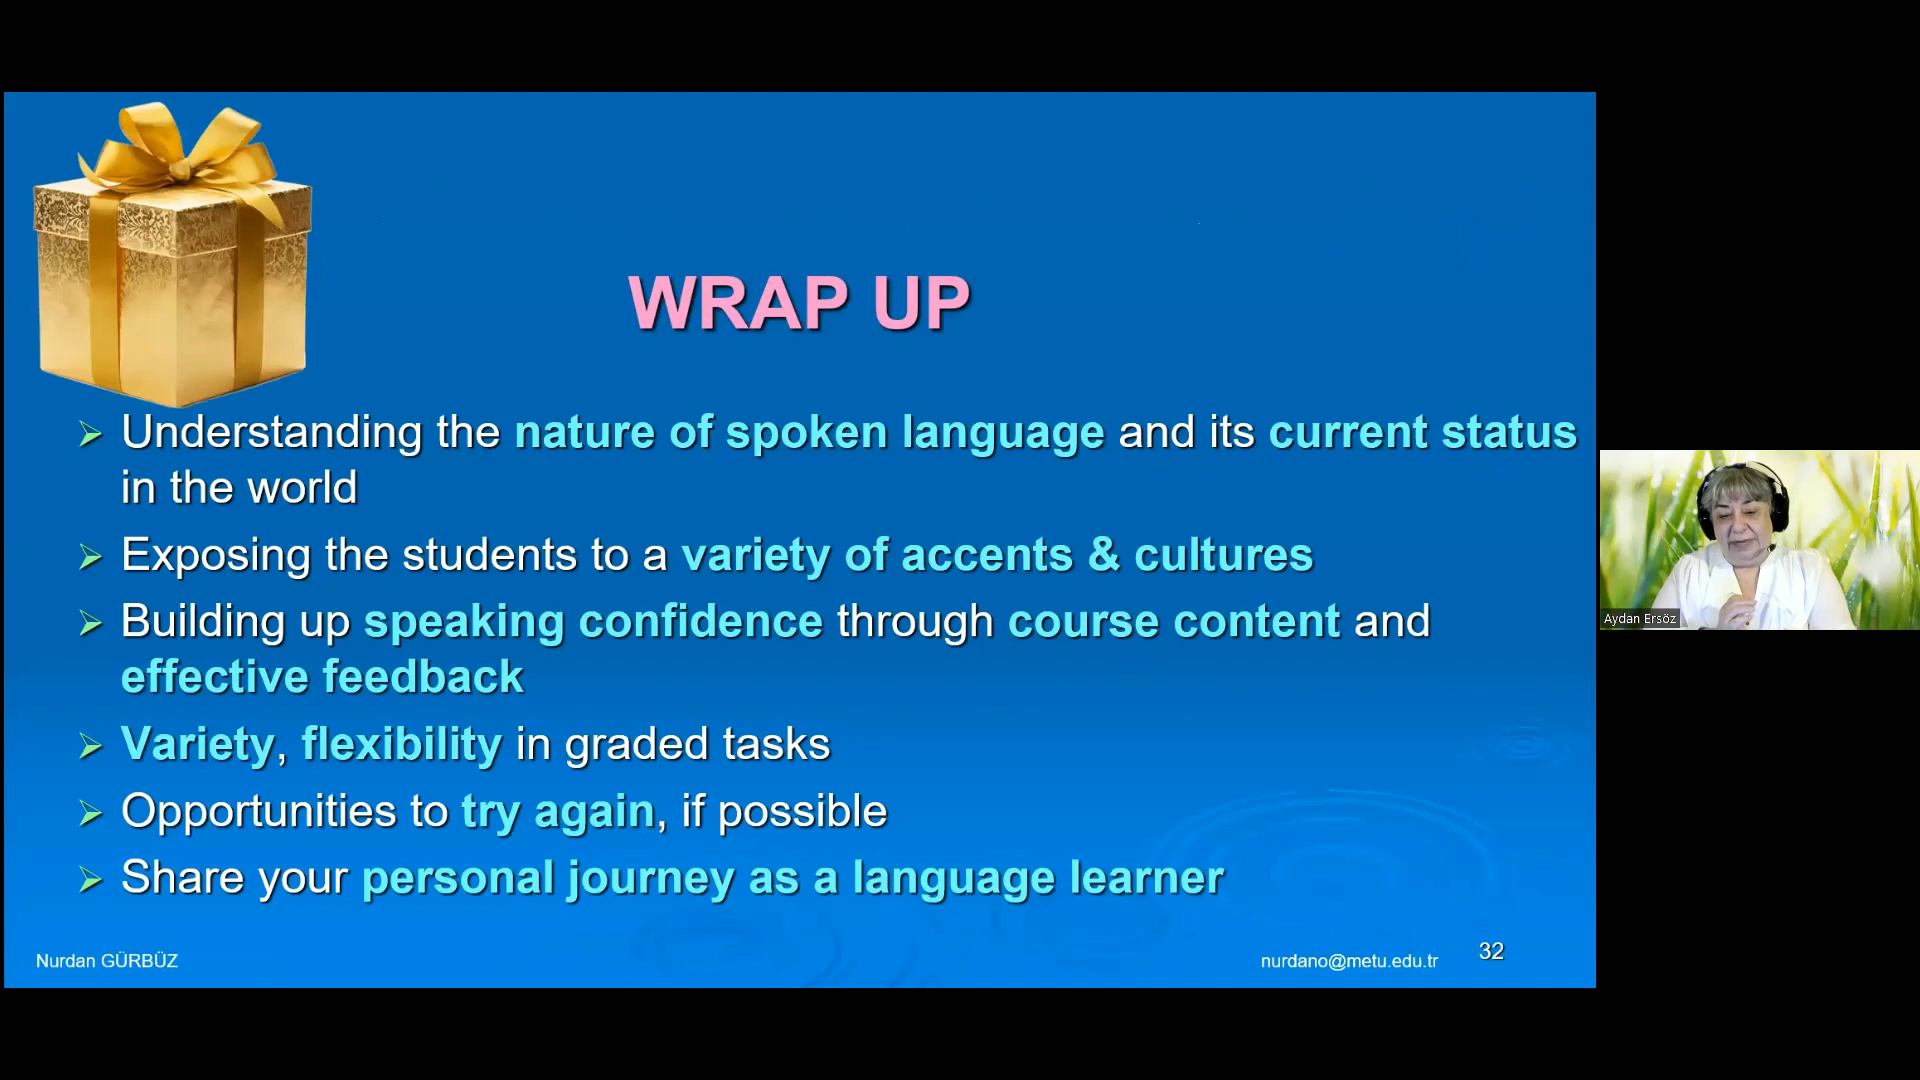 WRAP UP
Understanding the nature of spoken language and its current status
in the world
Exposing the students to a variety of accents & cultures
Building up speaking confidence through course content and
effective feedback
Variety, flexibility in graded tasks
Opportunities to try again, if possible
Share your personal journey as a language learner
Nurdan GÜRBÜZ
nurdano@metu.edu.tr
32
Aydan Ersöz